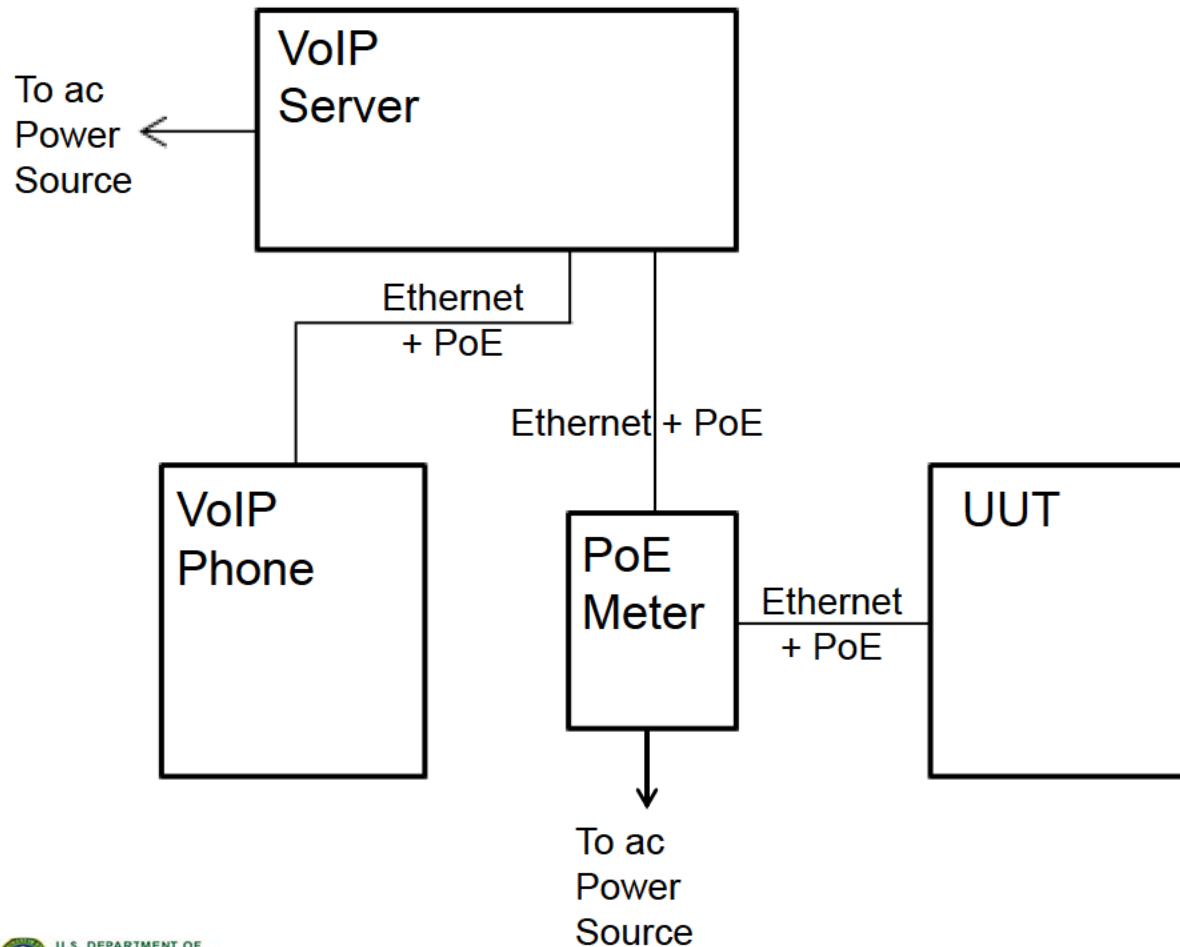 VoIP
Server
To ac
Power
Source
Ethernet
+ PoE
Ethernet + PoE
VoIP
Phone
PoE
Meter
Ethernet
+ PoE
UUT
To ac
Power
Source
U.S. DEPARTMENT OF